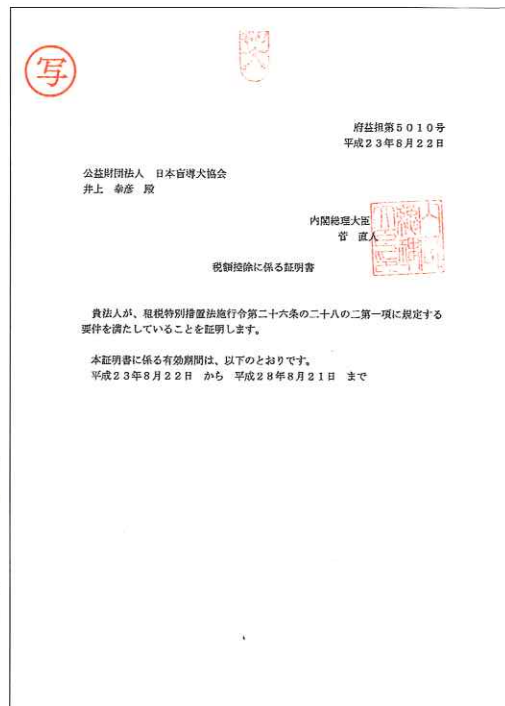 写
府益担第5010号
平成23年8月22日
公益財団法人　日本盲導犬協会
井上　幸彦　殿
内閣総理大臣
菅　直人
税額控除に係る証明書
貴法人が、租税特別措置法施行令第二十六条の二十八の二第一項に規定する
要件を満たしていることを証明します。
本証明書に係る有効期間は、以下のとおりです。
平成23年8月22日　から　平成28年8月21日　まで